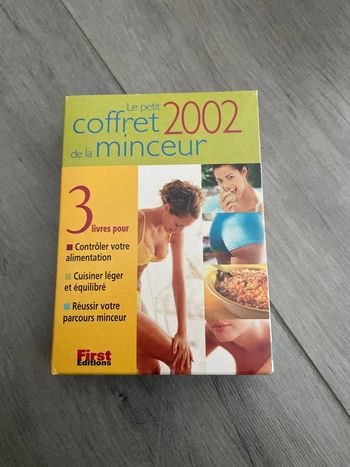 Le petit
coffret 2002
de la minceur
3
livres pour
Contrôler votre
alimentation
Cuisiner léger
et équilibré
Réussir votre
parcours minceur
First
Editions